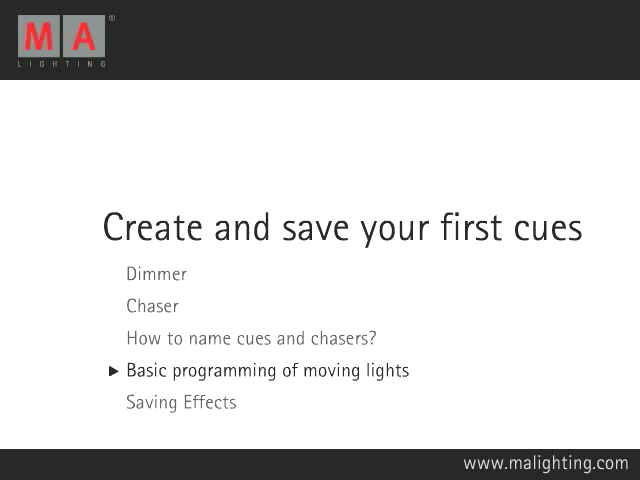 MA®
LIGHTING
Create and save your first cues
Dimmer
Chaser
How to name cues and chasers?
Basic programming of moving lights
Saving Effects
www.malighting.com